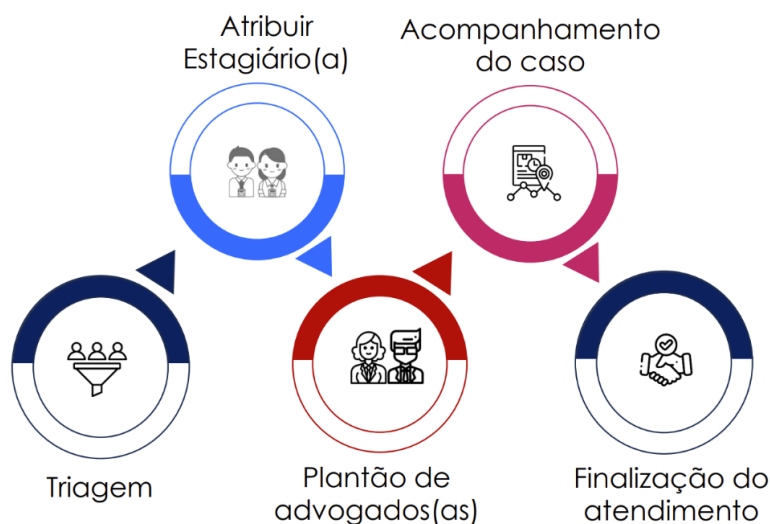 Triagem
Atribuir
Estagiário(a)
Plantão de
advogados(as)
Acompanhamento
do caso
Finalização do
atendimento